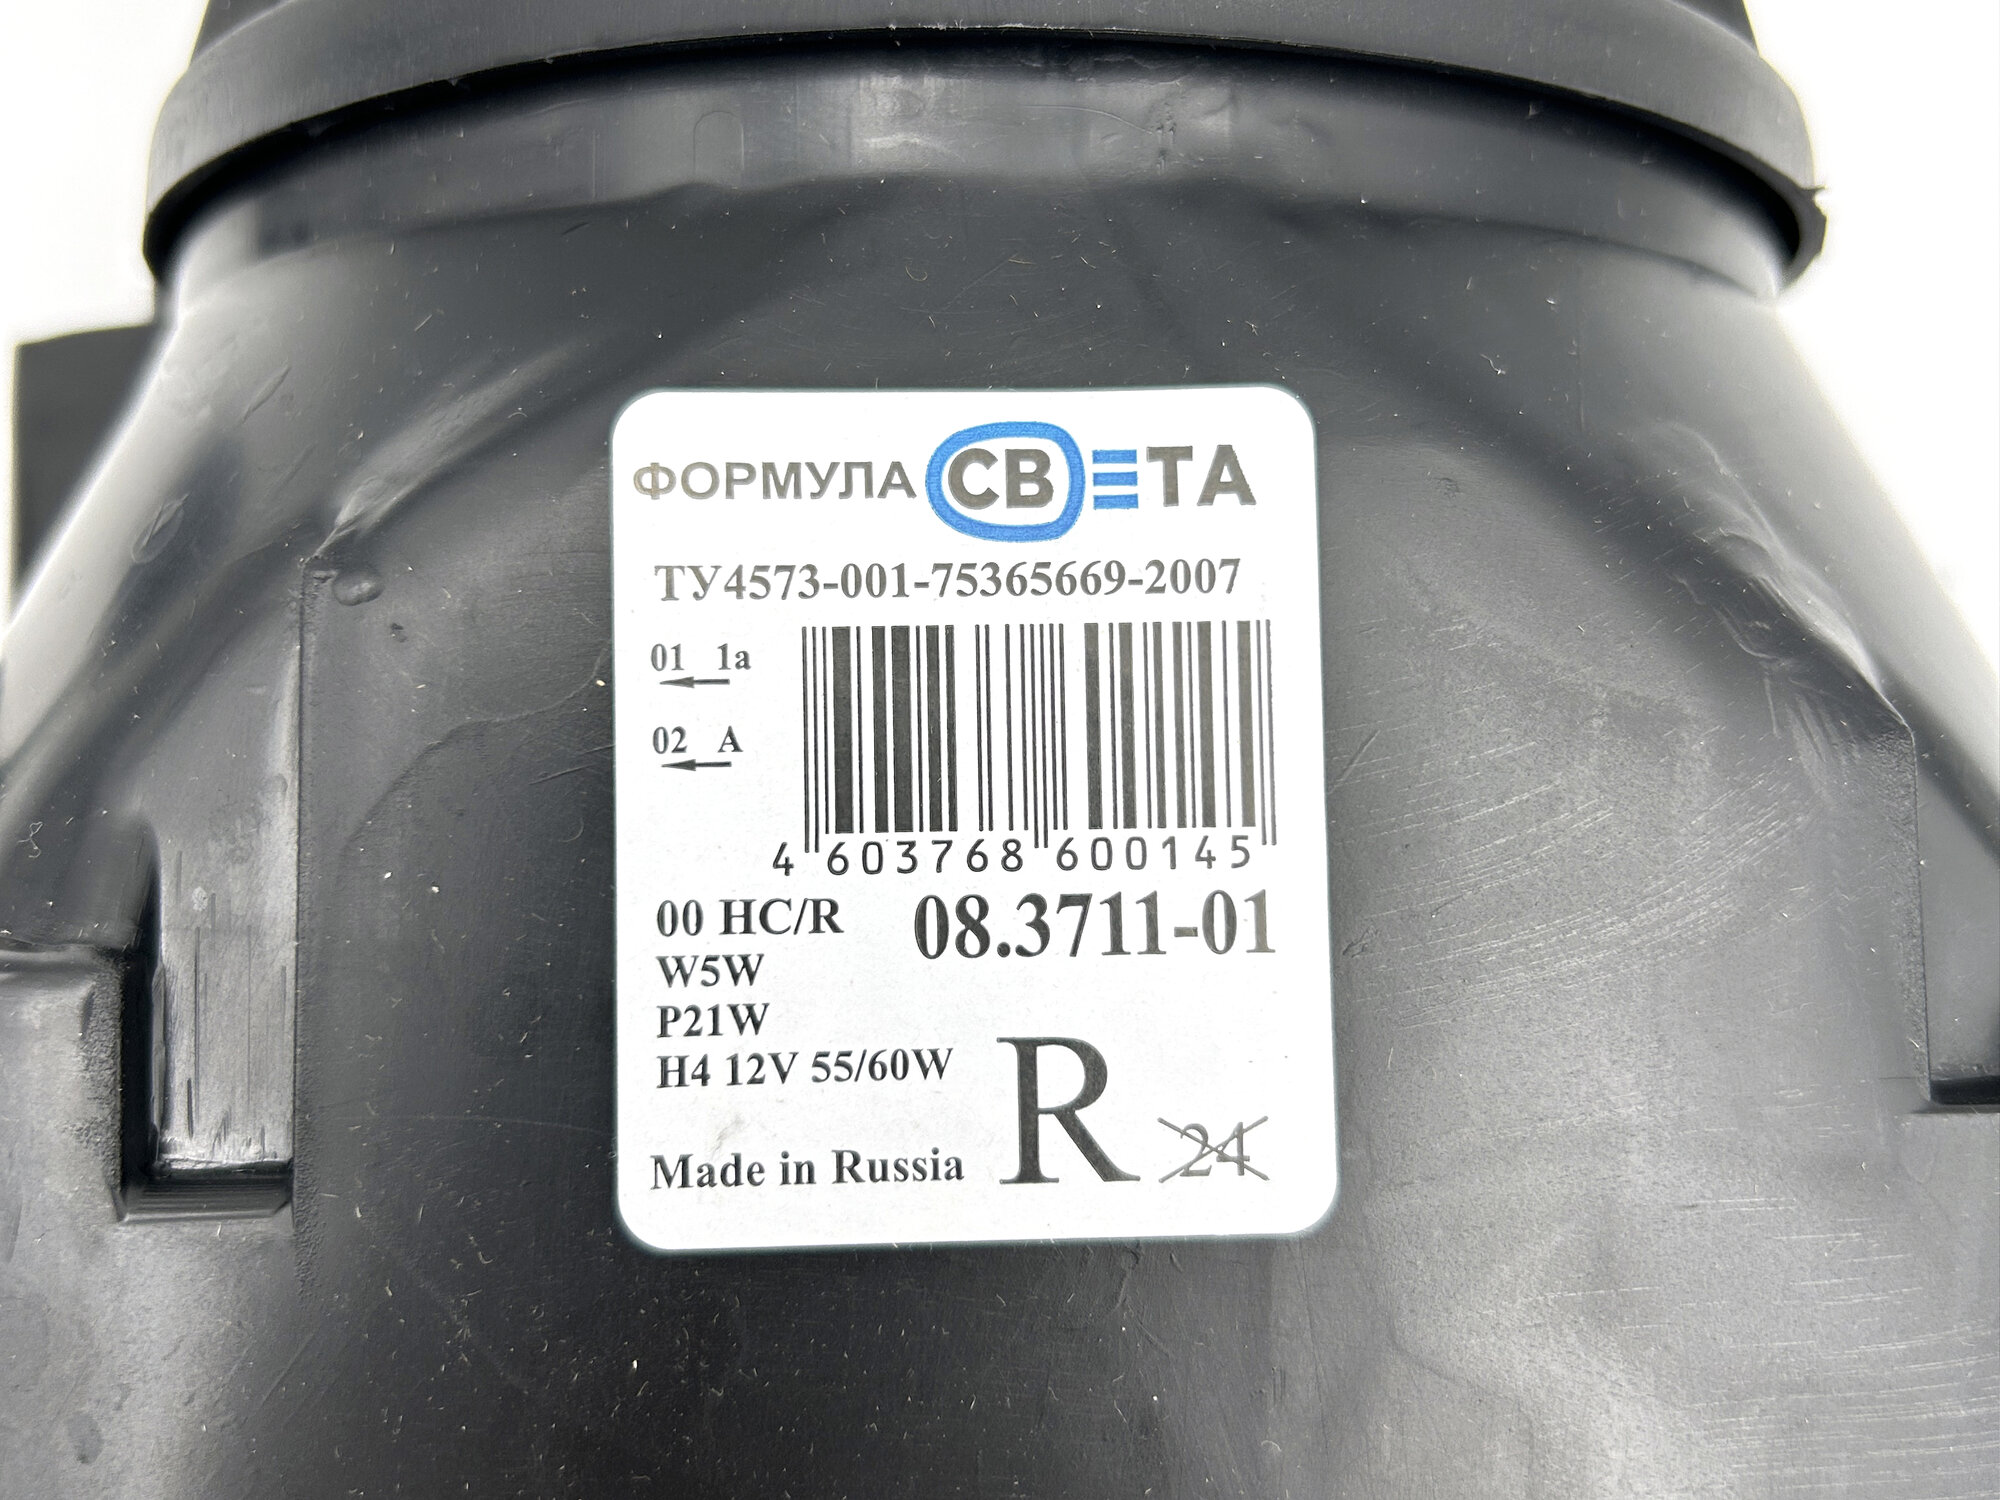 ФОРМУЛА СВЕТА
ТУ4573-001-75365669-2007
01 1a
02 A
4 603768 600145
00 HC/R 08.3711-01
W5W
P21W
H4 12V 55/60W
Made in Russia R 24